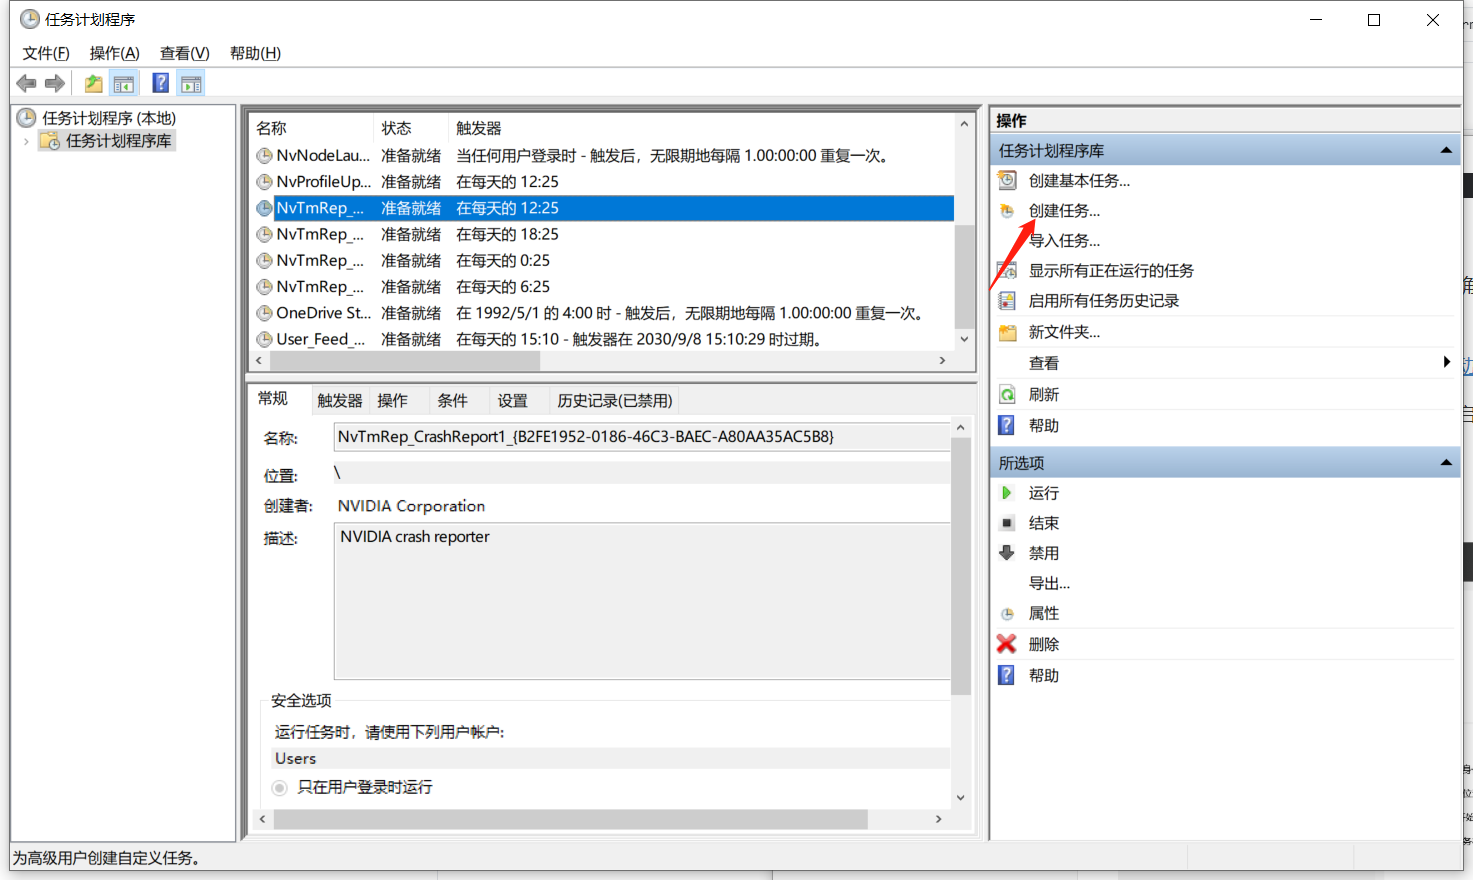 任务计划程序
文件(F) 操作(A) 查看(V) 帮助(H)
任务计划程序 (本地)
任务计划程序库
名称 状态 触发器
NvNodeLau... 准备就绪 当任何用户登录时 - 触发后，无限期地每隔 1.00:00:00 重复一次。
NvProfileUp... 准备就绪 在每天的 12:25
NvTmRep_... 准备就绪 在每天的 12:25
NvTmRep_... 准备就绪 在每天的 18:25
NvTmRep_... 准备就绪 在每天的 0:25
NvTmRep_... 准备就绪 在每天的 6:25
OneDrive St... 准备就绪 在 1992/5/1 的 4:00 时 - 触发后，无限期地每隔 1.00:00:00 重复一次。
User_Feed_... 准备就绪 在每天的 15:10 - 触发器在 2030/9/8 15:10:29 时过期。
常规 触发器 操作 条件 设置 历史记录(已禁用)
名称: NvTmRep_CrashReport1_{B2FE1952-0186-46C3-BAEC-A80AA35AC5B8}
位置: \
创建者: NVIDIA Corporation
描述: NVIDIA crash reporter
安全选项
运行任务时，请使用下列用户帐户:
Users
只在用户登录时运行
操作
任务计划程序库
创建基本任务...
创建任务...
导入任务...
显示所有正在运行的任务
启用所有任务历史记录
新文件夹...
查看
刷新
帮助
所选项
运行
结束
禁用
导出...
属性
删除
帮助
为高级用户创建自定义任务。